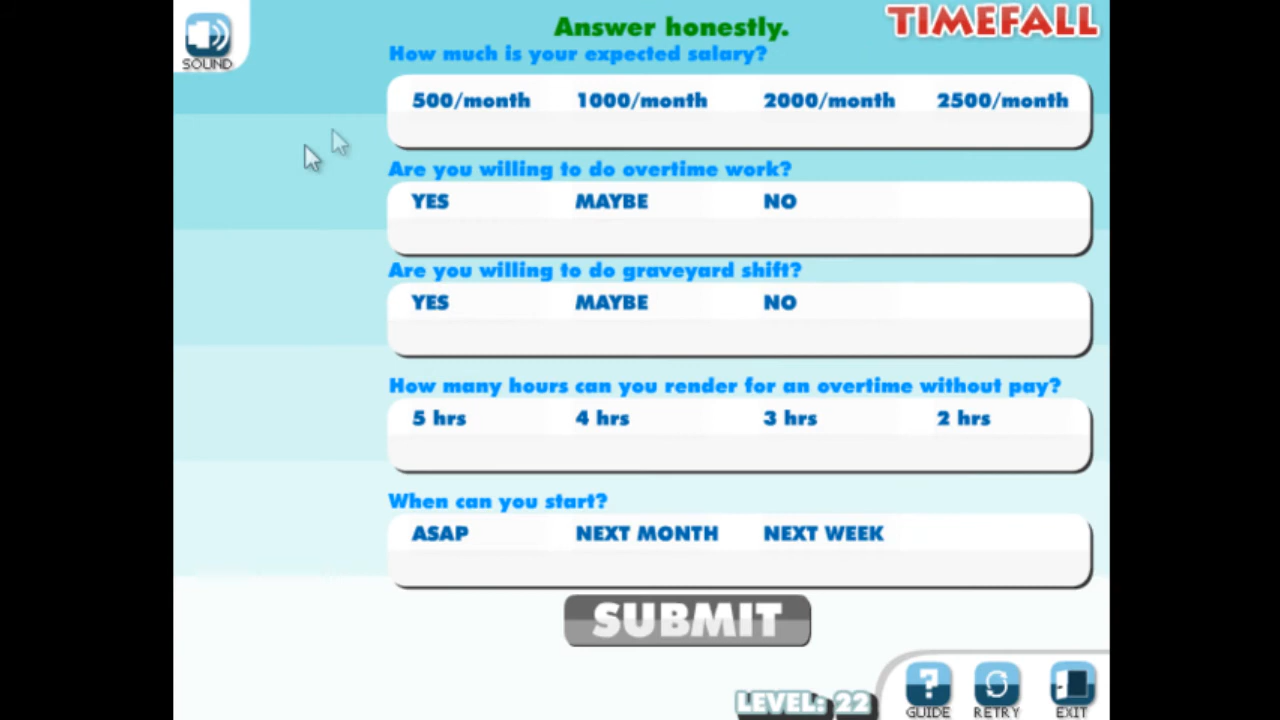 SOUND
Answer honestly.
TIMEFALL
How much is your expected salary?
500/month 1000/month 2000/month 2500/month
Are you willing to do overtime work?
YES MAYBE NO
Are you willing to do graveyard shift?
YES MAYBE NO
How many hours can you render for an overtime without pay?
5 hrs 4 hrs 3 hrs 2 hrs
When can you start?
ASAP NEXT MONTH NEXT WEEK
SUBMIT
LEVEL: 22
? GUIDE RETRY EXIT